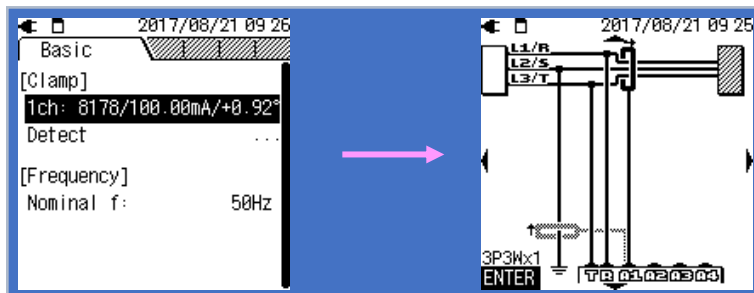 2017/08/21 09 26
Basic
[Clamp]
1ch: 8178/100.00mA/+0.92°
Detect ...
[Frequency]
Nominal f: 50Hz
2017/08/21 09 25
L1/R
L2/S
L3/T
3P3Wx1
ENTER
T R A1 A2 A3 A4